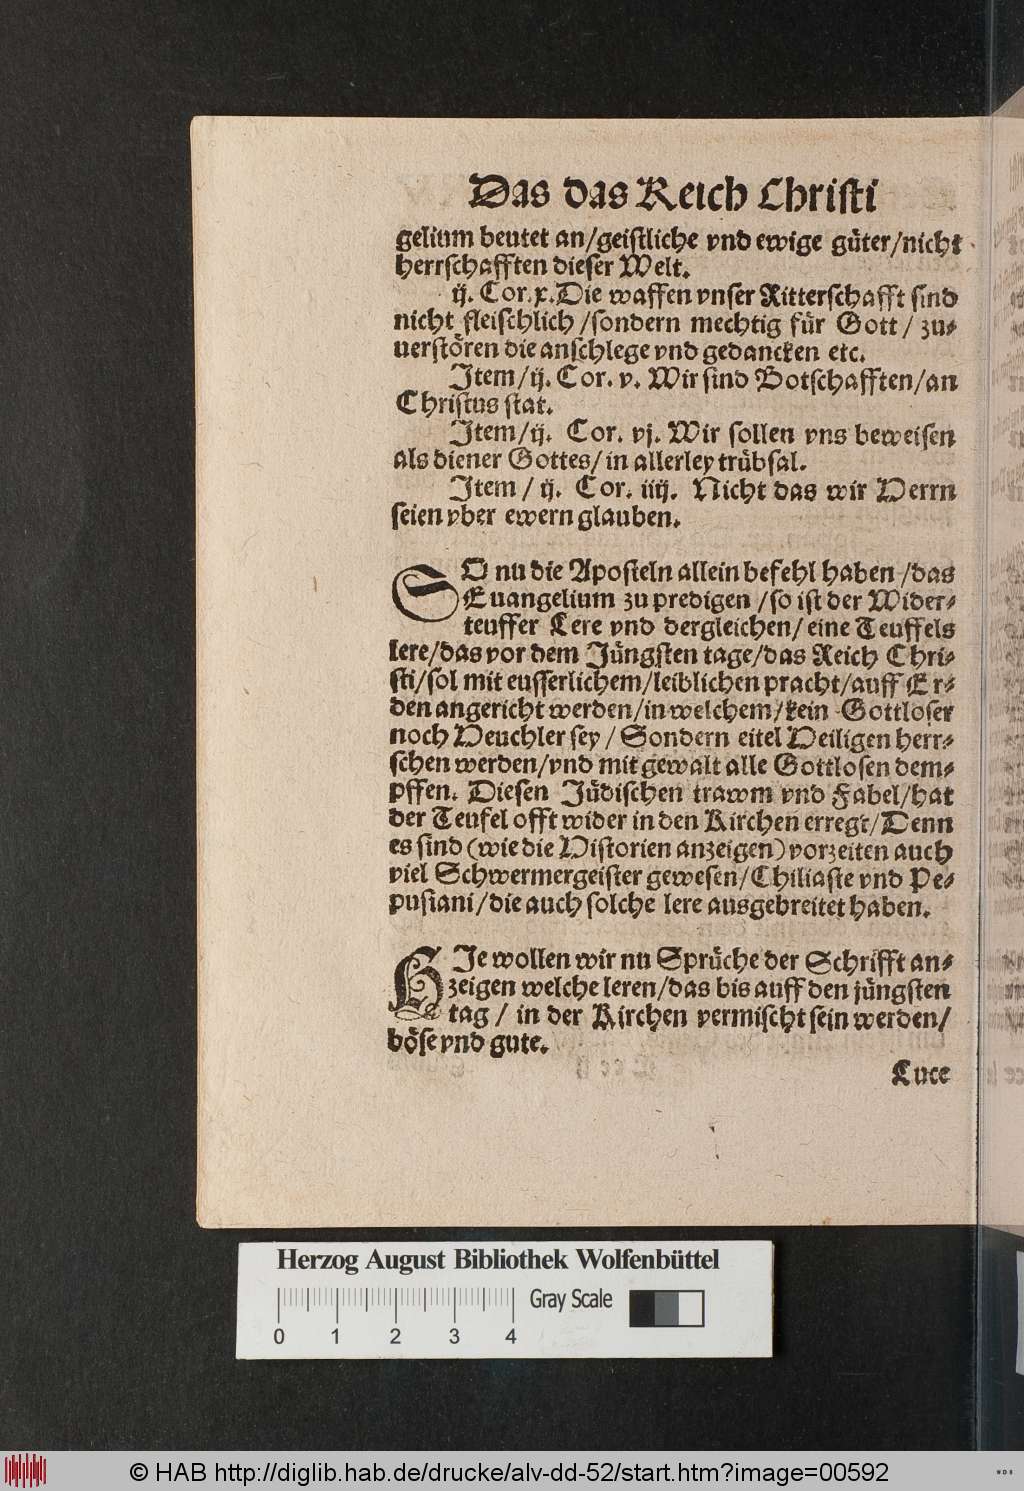 Das das Reich Christi
gelium beutet an/geistliche vnd ewige güter/nicht
herrschafften dieser Welt.
ij. Cor. x. Die waffen vnser Ritterschafft sind
nicht fleischlich/sondern mechtig für Gott/ zu-
uerstören die anschlege vnd gedancken etc.
Item/ij. Cor. v. Wir sind Botschafften/an
Christus stat.
Item/ij. Cor. vj. Wir sollen vns beweisen
als diener Gottes/in allerley trübsal.
Item/ ij. Cor. iiij. Nicht das wir Herrn
seien vber ewern glauben.
SO nu die Aposteln allein befehl haben/das
Euangelium zu predigen/so ist der Wider-
teuffer Lere vnd dergleichen/eine Teuffels
lere/das vor dem Jüngsten tage/das Reich Chri-
sti/sol mit eusserlichem/leiblichen pracht/auff Er-
den angericht werden/in welchem/kein Gottloser
noch Heuchler sey/ Sondern eitel Heiligen herr-
schen werden/vnd mit gewalt alle Gottlosen dem-
pffen. Diesen Jüdischen trawm vnd Fabel/hat
der Teufel offt wider in den Kirchen erregt/Denn
es sind (wie die Historien anzeigen) vorzeiten auch
viel Schwermergeister gewesen/Chiliaste vnd Pe-
pusiani/die auch solche lere ausgebreitet haben.
HIe wollen wir nu Sprüche der Schrifft an-
zeigen welche leren/das bis auff den jüngsten
tag/ in der Kirchen vermischt sein werden/
böse vnd gute.
Luce
Herzog August Bibliothek Wolfenbüttel
Gray Scale
0 1 2 3 4
© HAB http://diglib.hab.de/drucke/alv-dd-52/start.htm?image=00592